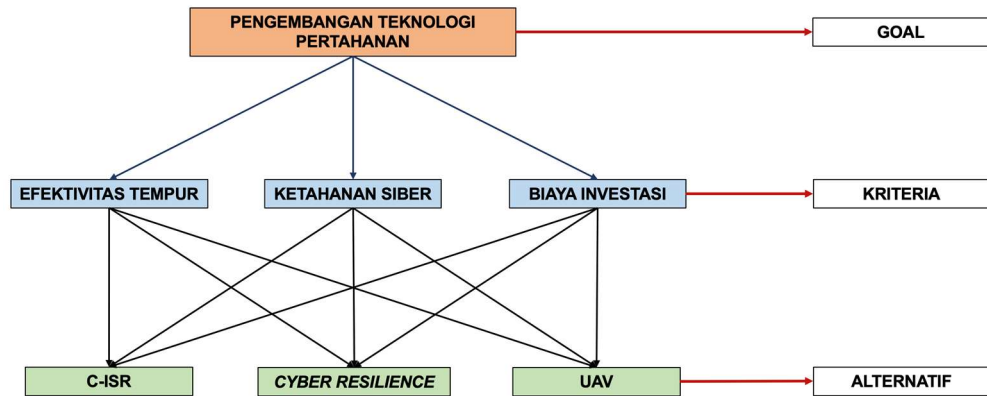 PENGEMBANGAN TEKNOLOGI
PERTAHANAN
GOAL
EFEKTIVITAS TEMPUR
KETAHANAN SIBER
BIAYA INVESTASI
KRITERIA
C-ISR
CYBER RESILIENCE
UAV
ALTERNATIF